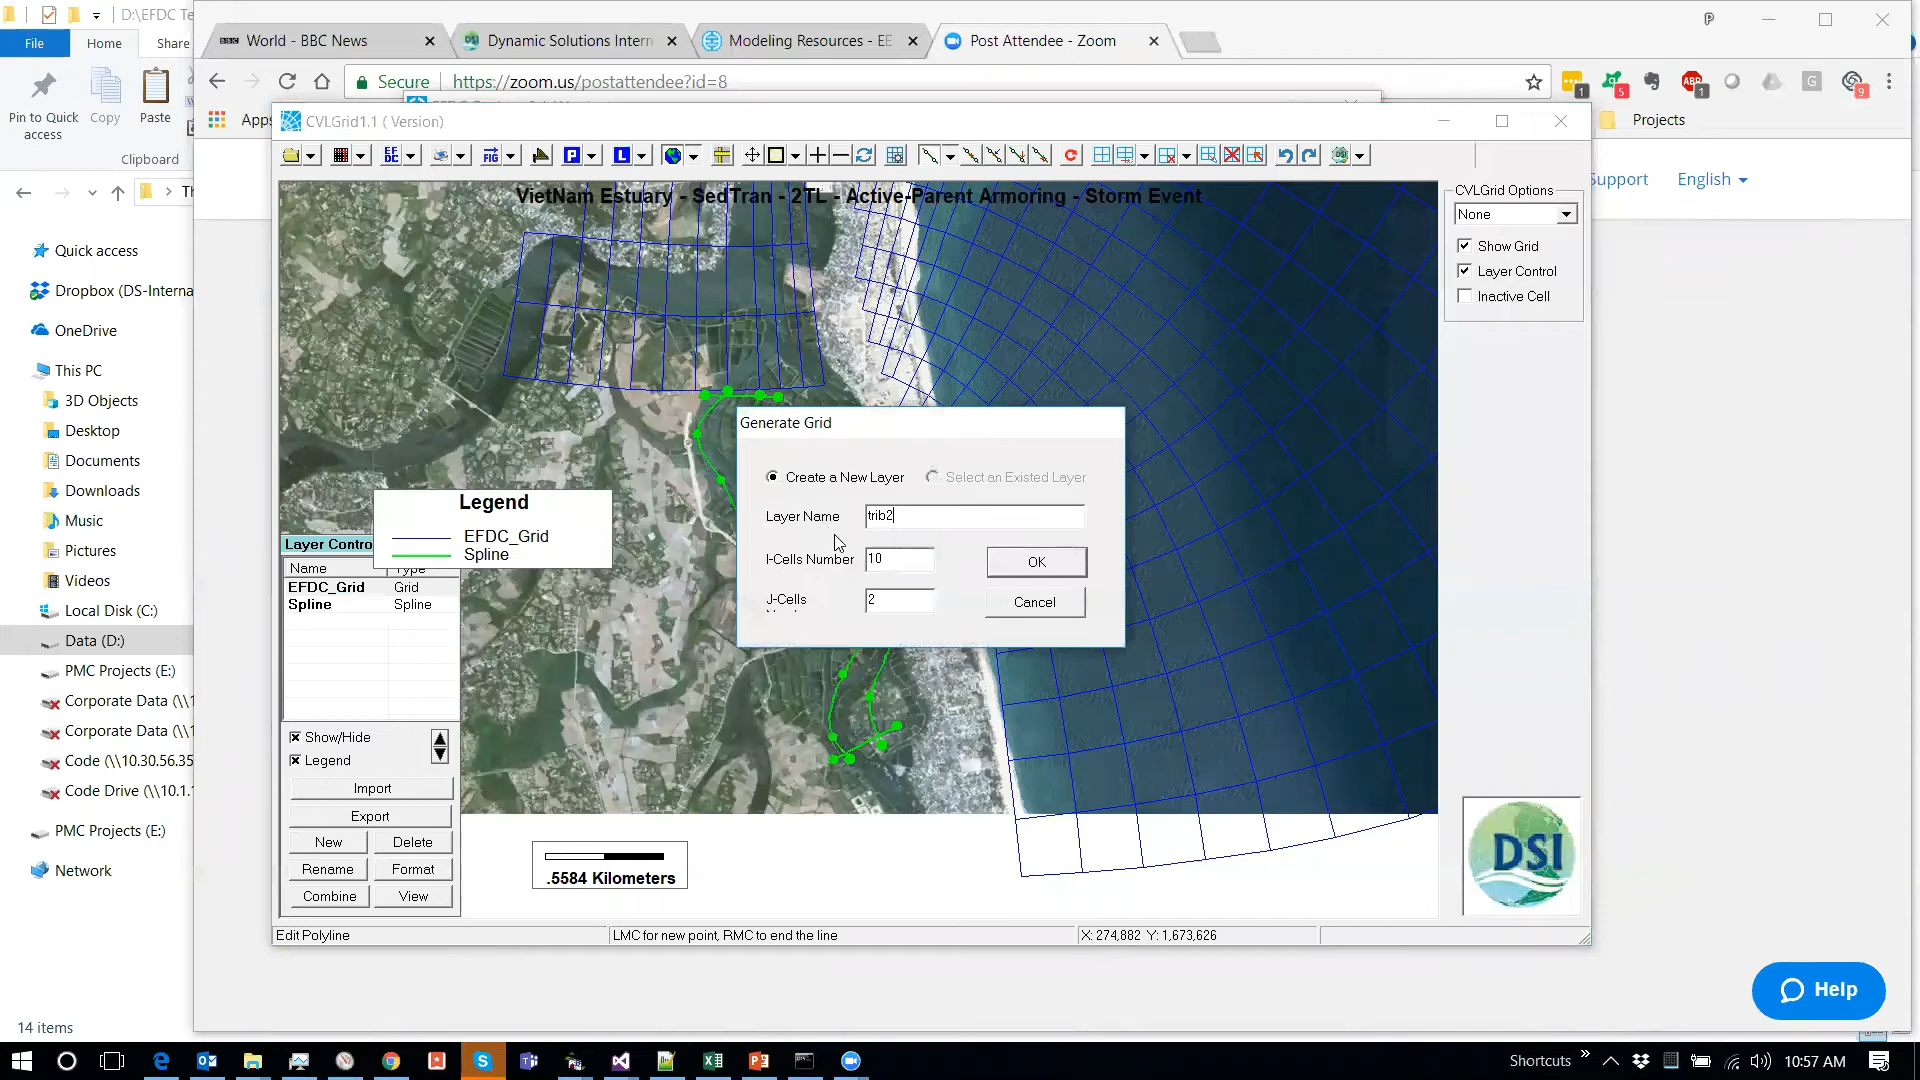 D:\EFDC Te
File
Home
Share
Pin to Quick
access
Copy
Paste
Clipboard
World - BBC News
Dynamic Solutions Intern
Modeling Resources - EE
Post Attendee - Zoom
Secure
https://zoom.us/postattendee?id=8
Apps
Projects
CVLGrid1.1 ( Version)
Support
English
Th
Quick access
Dropbox (DS-Interna
OneDrive
This PC
3D Objects
Desktop
Documents
Downloads
Music
Pictures
Videos
Local Disk (C:)
Data (D:)
PMC Projects (E:)
Corporate Data (\\1
Corporate Data (\\1
Code (\\10.30.56.35
Code Drive (\\10.1.1
PMC Projects (E:)
Network
14 items
VietNam Estuary - SedTran - 2TL - Active-Parent Armoring - Storm Event
CVLGrid Options
None
Show Grid
Layer Control
Inactive Cell
Generate Grid
Create a New Layer
Select an Existed Layer
Layer Name
trib2
I-Cells Number
10
OK
J-Cells
2
Cancel
Legend
EFDC_Grid
Spline
Layer Contro
Name
Type
EFDC_Grid
Grid
Spline
Spline
Show/Hide
Legend
Import
Export
New
Delete
Rename
Format
Combine
View
.5584 Kilometers
DSI
Edit Polyline
LMC for new point, RMC to end the line
X: 274,882 Y: 1,673,626
Help
Shortcuts
10:57 AM